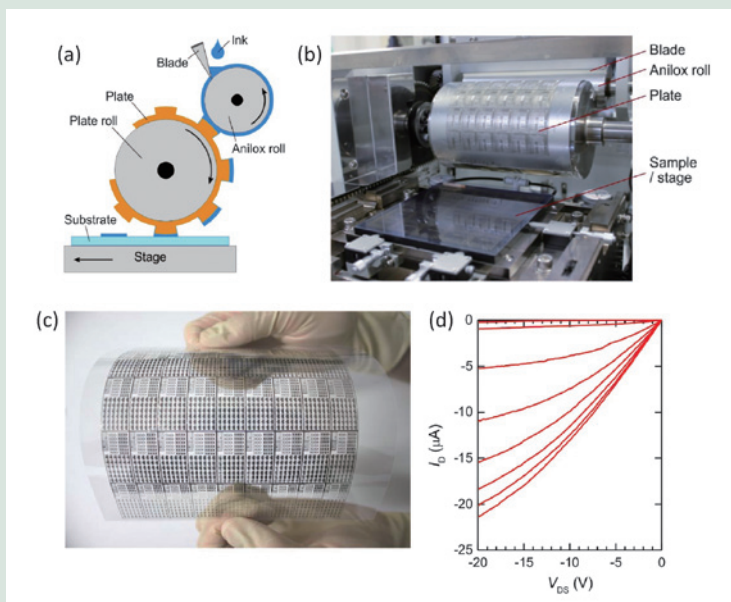 (a)
Ink
Blade
Plate
Plate roll
Anilox roll
Substrate
Stage
(b)
Blade
Anilox roll
Plate
Sample
/ stage
(c)
(d)
0
-5
-10
-15
-20
-25
I_D (μA)
-20 -15 -10 -5 0
V_DS (V)